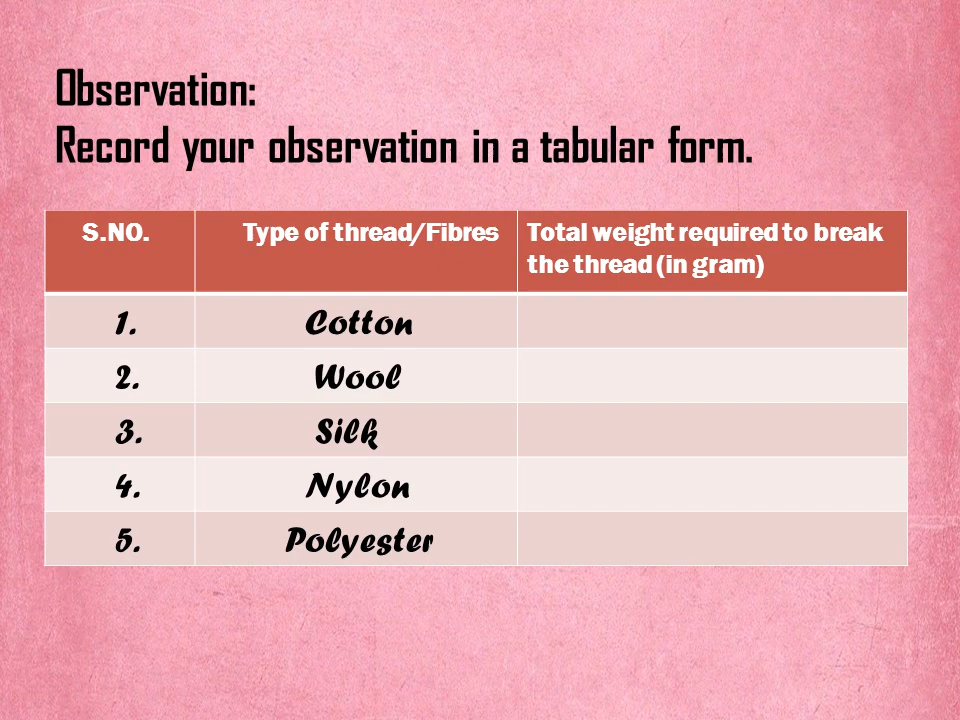 Observation:
Record your observation in a tabular form.
S.NO. Type of thread/Fibres Total weight required to break
the thread (in gram)
1. Cotton
2. Wool
3. Silk
4. Nylon
5. Polyester